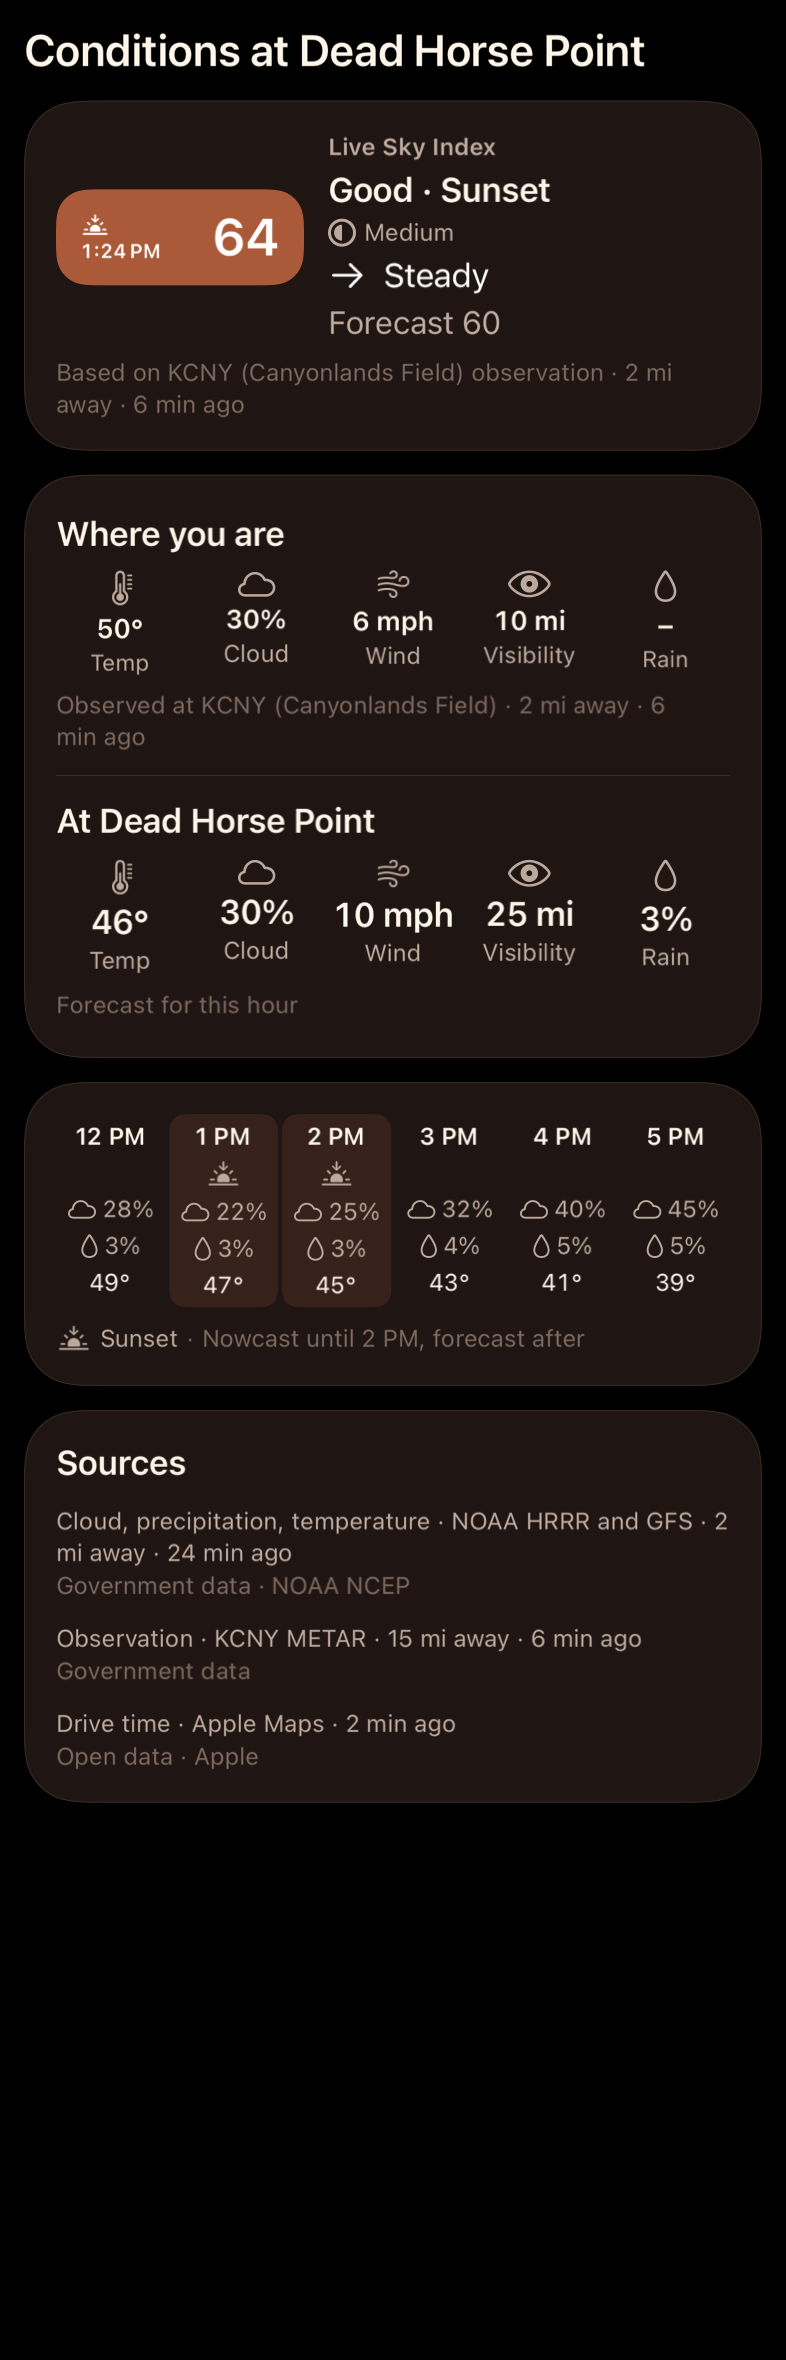 Conditions at Dead Horse Point
Live Sky Index
Good · Sunset
Medium
→ Steady
Forecast 60
1:24 PM
64
Based on KCNY (Canyonlands Field) observation · 2 mi
away · 6 min ago
Where you are
50° 30% 6 mph 10 mi –
Temp Cloud Wind Visibility Rain
Observed at KCNY (Canyonlands Field) · 2 mi away · 6
min ago
At Dead Horse Point
46° 30% 10 mph 25 mi 3%
Temp Cloud Wind Visibility Rain
Forecast for this hour
12 PM 1 PM 2 PM 3 PM 4 PM 5 PM
28% 22% 25% 32% 40% 45%
3% 3% 3% 4% 5% 5%
49° 47° 45° 43° 41° 39°
Sunset · Nowcast until 2 PM, forecast after
Sources
Cloud, precipitation, temperature · NOAA HRRR and GFS · 2
mi away · 24 min ago
Government data · NOAA NCEP
Observation · KCNY METAR · 15 mi away · 6 min ago
Government data
Drive time · Apple Maps · 2 min ago
Open data · Apple